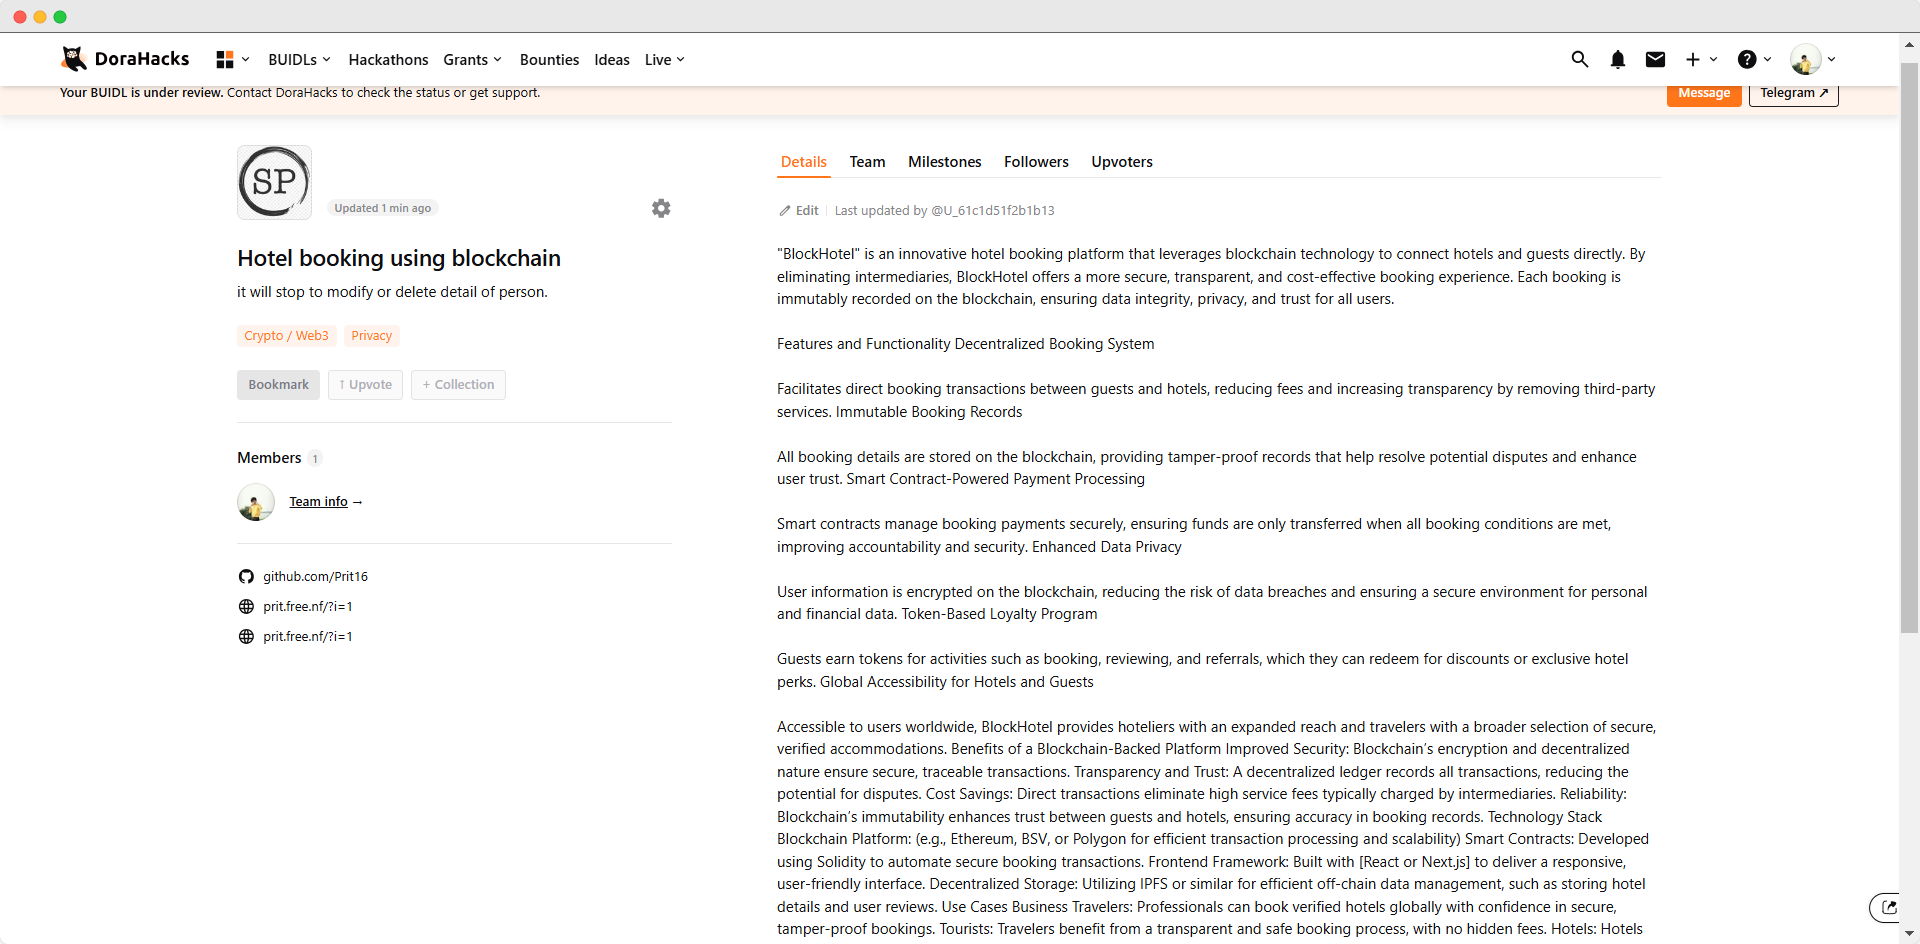 DoraHacks
BUIDLs
Hackathons
Grants
Bounties
Ideas
Live
Your BUIDL is under review. Contact DoraHacks to check the status or get support.
Message
Telegram ↗
SP
Updated 1 min ago
Hotel booking using blockchain
it will stop to modify or delete detail of person.
Crypto / Web3
Privacy
Bookmark
↑ Upvote
+ Collection
Members 1
Team info →
github.com/Prit16
prit.free.nf/?i=1
prit.free.nf/?i=1
Details
Team
Milestones
Followers
Upvoters
Edit
Last updated by @U_61c1d51f2b1b13
"BlockHotel" is an innovative hotel booking platform that leverages blockchain technology to connect hotels and guests directly. By
eliminating intermediaries, BlockHotel offers a more secure, transparent, and cost-effective booking experience. Each booking is
immutably recorded on the blockchain, ensuring data integrity, privacy, and trust for all users.
Features and Functionality Decentralized Booking System
Facilitates direct booking transactions between guests and hotels, reducing fees and increasing transparency by removing third-party
services. Immutable Booking Records
All booking details are stored on the blockchain, providing tamper-proof records that help resolve potential disputes and enhance
user trust. Smart Contract-Powered Payment Processing
Smart contracts manage booking payments securely, ensuring funds are only transferred when all booking conditions are met,
improving accountability and security. Enhanced Data Privacy
User information is encrypted on the blockchain, reducing the risk of data breaches and ensuring a secure environment for personal
and financial data. Token-Based Loyalty Program
Guests earn tokens for activities such as booking, reviewing, and referrals, which they can redeem for discounts or exclusive hotel
perks. Global Accessibility for Hotels and Guests
Accessible to users worldwide, BlockHotel provides hoteliers with an expanded reach and travelers with a broader selection of secure,
verified accommodations. Benefits of a Blockchain-Backed Platform Improved Security: Blockchain’s encryption and decentralized
nature ensure secure, traceable transactions. Transparency and Trust: A decentralized ledger records all transactions, reducing the
potential for disputes. Cost Savings: Direct transactions eliminate high service fees typically charged by intermediaries. Reliability:
Blockchain’s immutability enhances trust between guests and hotels, ensuring accuracy in booking records. Technology Stack
Blockchain Platform: (e.g., Ethereum, BSV, or Polygon for efficient transaction processing and scalability) Smart Contracts: Developed
using Solidity to automate secure booking transactions. Frontend Framework: Built with [React or Next.js] to deliver a responsive,
user-friendly interface. Decentralized Storage: Utilizing IPFS or similar for efficient off-chain data management, such as storing hotel
details and user reviews. Use Cases Business Travelers: Professionals can book verified hotels globally with confidence in secure,
tamper-proof bookings. Tourists: Travelers benefit from a transparent and safe booking process, with no hidden fees. Hotels: Hotels